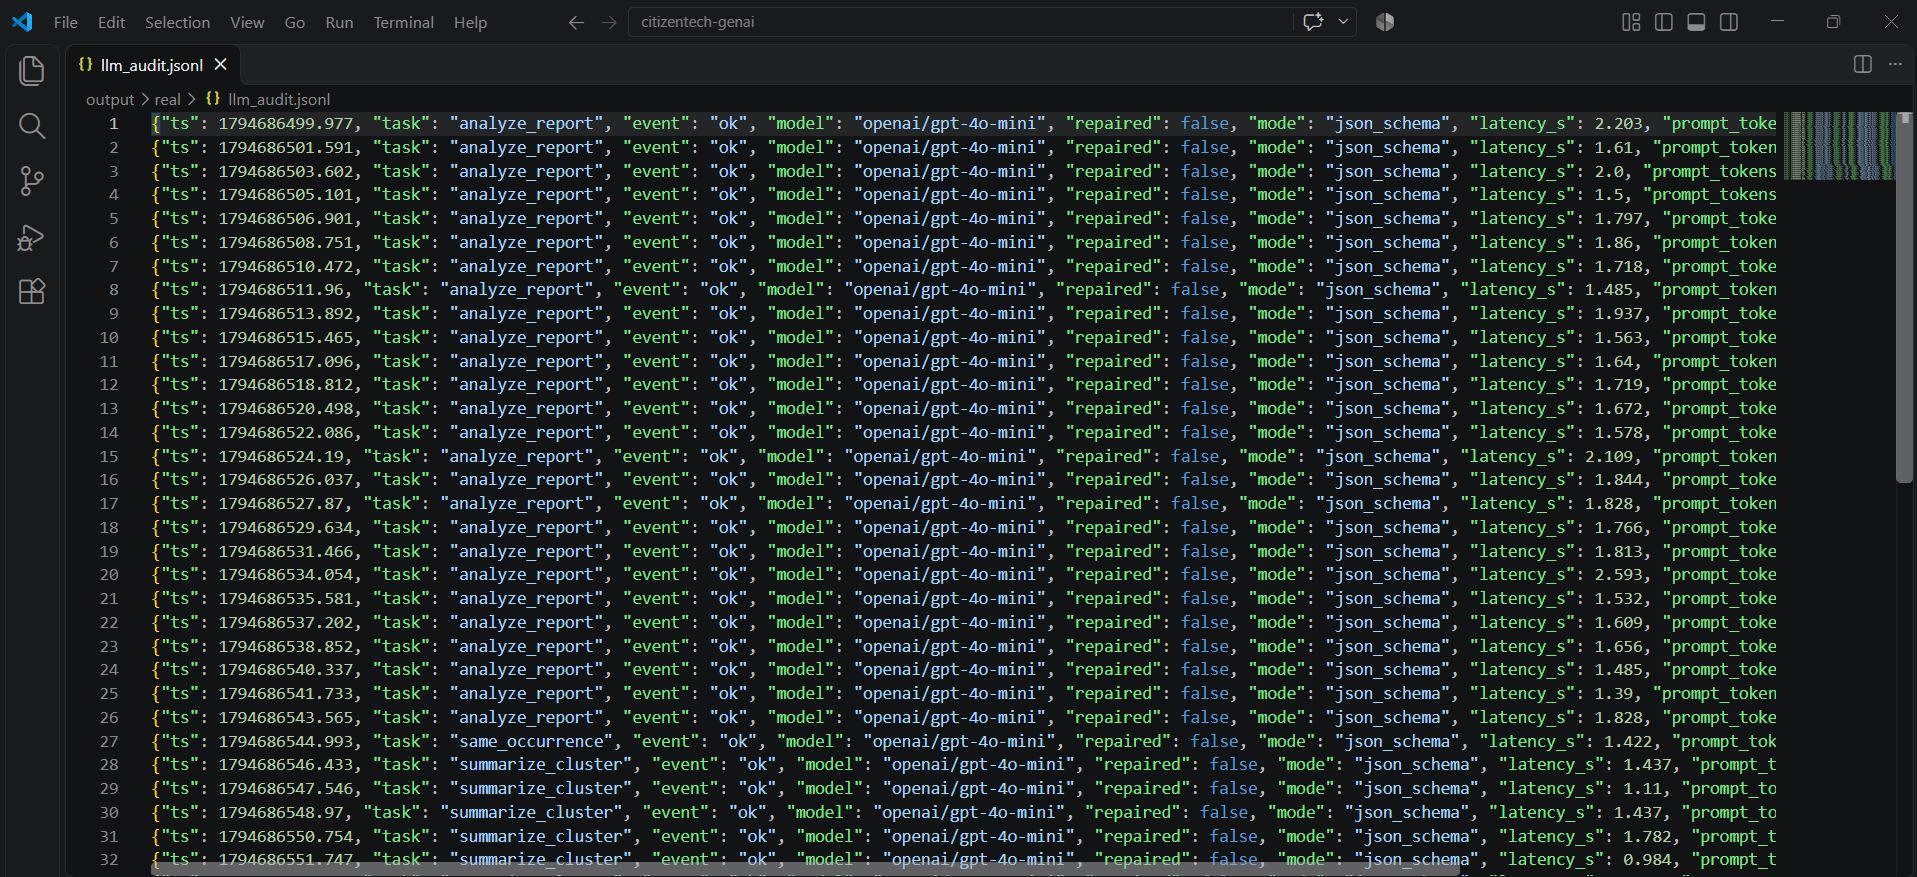 File Edit Selection View Go Run Terminal Help citizentech-genai
llm_audit.jsonl
output > real > llm_audit.jsonl
1 {"ts": 1794686499.977, "task": "analyze_report", "event": "ok", "model": "openai/gpt-4o-mini", "repaired": false, "mode": "json_schema", "latency_s": 2.203, "prompt_toke
2 {"ts": 1794686501.591, "task": "analyze_report", "event": "ok", "model": "openai/gpt-4o-mini", "repaired": false, "mode": "json_schema", "latency_s": 1.61, "prompt_token
3 {"ts": 1794686503.602, "task": "analyze_report", "event": "ok", "model": "openai/gpt-4o-mini", "repaired": false, "mode": "json_schema", "latency_s": 2.0, "prompt_tokens
4 {"ts": 1794686505.101, "task": "analyze_report", "event": "ok", "model": "openai/gpt-4o-mini", "repaired": false, "mode": "json_schema", "latency_s": 1.5, "prompt_tokens
5 {"ts": 1794686506.901, "task": "analyze_report", "event": "ok", "model": "openai/gpt-4o-mini", "repaired": false, "mode": "json_schema", "latency_s": 1.797, "prompt_toke
6 {"ts": 1794686508.751, "task": "analyze_report", "event": "ok", "model": "openai/gpt-4o-mini", "repaired": false, "mode": "json_schema", "latency_s": 1.86, "prompt_token
7 {"ts": 1794686510.472, "task": "analyze_report", "event": "ok", "model": "openai/gpt-4o-mini", "repaired": false, "mode": "json_schema", "latency_s": 1.718, "prompt_toke
8 {"ts": 1794686511.96, "task": "analyze_report", "event": "ok", "model": "openai/gpt-4o-mini", "repaired": false, "mode": "json_schema", "latency_s": 1.485, "prompt_token
9 {"ts": 1794686513.892, "task": "analyze_report", "event": "ok", "model": "openai/gpt-4o-mini", "repaired": false, "mode": "json_schema", "latency_s": 1.937, "prompt_toke
10 {"ts": 1794686515.465, "task": "analyze_report", "event": "ok", "model": "openai/gpt-4o-mini", "repaired": false, "mode": "json_schema", "latency_s": 1.563, "prompt_toke
11 {"ts": 1794686517.096, "task": "analyze_report", "event": "ok", "model": "openai/gpt-4o-mini", "repaired": false, "mode": "json_schema", "latency_s": 1.64, "prompt_token
12 {"ts": 1794686518.812, "task": "analyze_report", "event": "ok", "model": "openai/gpt-4o-mini", "repaired": false, "mode": "json_schema", "latency_s": 1.719, "prompt_toke
13 {"ts": 1794686520.498, "task": "analyze_report", "event": "ok", "model": "openai/gpt-4o-mini", "repaired": false, "mode": "json_schema", "latency_s": 1.672, "prompt_toke
14 {"ts": 1794686522.086, "task": "analyze_report", "event": "ok", "model": "openai/gpt-4o-mini", "repaired": false, "mode": "json_schema", "latency_s": 1.578, "prompt_toke
15 {"ts": 1794686524.19, "task": "analyze_report", "event": "ok", "model": "openai/gpt-4o-mini", "repaired": false, "mode": "json_schema", "latency_s": 2.109, "prompt_token
16 {"ts": 1794686526.037, "task": "analyze_report", "event": "ok", "model": "openai/gpt-4o-mini", "repaired": false, "mode": "json_schema", "latency_s": 1.844, "prompt_toke
17 {"ts": 1794686527.87, "task": "analyze_report", "event": "ok", "model": "openai/gpt-4o-mini", "repaired": false, "mode": "json_schema", "latency_s": 1.828, "prompt_token
18 {"ts": 1794686529.634, "task": "analyze_report", "event": "ok", "model": "openai/gpt-4o-mini", "repaired": false, "mode": "json_schema", "latency_s": 1.766, "prompt_toke
19 {"ts": 1794686531.466, "task": "analyze_report", "event": "ok", "model": "openai/gpt-4o-mini", "repaired": false, "mode": "json_schema", "latency_s": 1.813, "prompt_toke
20 {"ts": 1794686534.054, "task": "analyze_report", "event": "ok", "model": "openai/gpt-4o-mini", "repaired": false, "mode": "json_schema", "latency_s": 2.593, "prompt_toke
21 {"ts": 1794686535.581, "task": "analyze_report", "event": "ok", "model": "openai/gpt-4o-mini", "repaired": false, "mode": "json_schema", "latency_s": 1.532, "prompt_toke
22 {"ts": 1794686537.202, "task": "analyze_report", "event": "ok", "model": "openai/gpt-4o-mini", "repaired": false, "mode": "json_schema", "latency_s": 1.609, "prompt_toke
23 {"ts": 1794686538.852, "task": "analyze_report", "event": "ok", "model": "openai/gpt-4o-mini", "repaired": false, "mode": "json_schema", "latency_s": 1.656, "prompt_toke
24 {"ts": 1794686540.337, "task": "analyze_report", "event": "ok", "model": "openai/gpt-4o-mini", "repaired": false, "mode": "json_schema", "latency_s": 1.485, "prompt_toke
25 {"ts": 1794686541.733, "task": "analyze_report", "event": "ok", "model": "openai/gpt-4o-mini", "repaired": false, "mode": "json_schema", "latency_s": 1.39, "prompt_token
26 {"ts": 1794686543.565, "task": "analyze_report", "event": "ok", "model": "openai/gpt-4o-mini", "repaired": false, "mode": "json_schema", "latency_s": 1.828, "prompt_toke
27 {"ts": 1794686544.993, "task": "same_occurrence", "event": "ok", "model": "openai/gpt-4o-mini", "repaired": false, "mode": "json_schema", "latency_s": 1.422, "prompt_tok
28 {"ts": 1794686546.433, "task": "summarize_cluster", "event": "ok", "model": "openai/gpt-4o-mini", "repaired": false, "mode": "json_schema", "latency_s": 1.437, "prompt_t
29 {"ts": 1794686547.546, "task": "summarize_cluster", "event": "ok", "model": "openai/gpt-4o-mini", "repaired": false, "mode": "json_schema", "latency_s": 1.11, "prompt_to
30 {"ts": 1794686548.97, "task": "summarize_cluster", "event": "ok", "model": "openai/gpt-4o-mini", "repaired": false, "mode": "json_schema", "latency_s": 1.437, "prompt_to
31 {"ts": 1794686550.754, "task": "summarize_cluster", "event": "ok", "model": "openai/gpt-4o-mini", "repaired": false, "mode": "json_schema", "latency_s": 1.782, "prompt_t
32 {"ts": 1794686551.747, "task": "summarize_cluster", "event": "ok", "model": "openai/gpt-4o-mini", "repaired": false, "mode": "json_schema", "latency_s": 0.984, "prompt_t